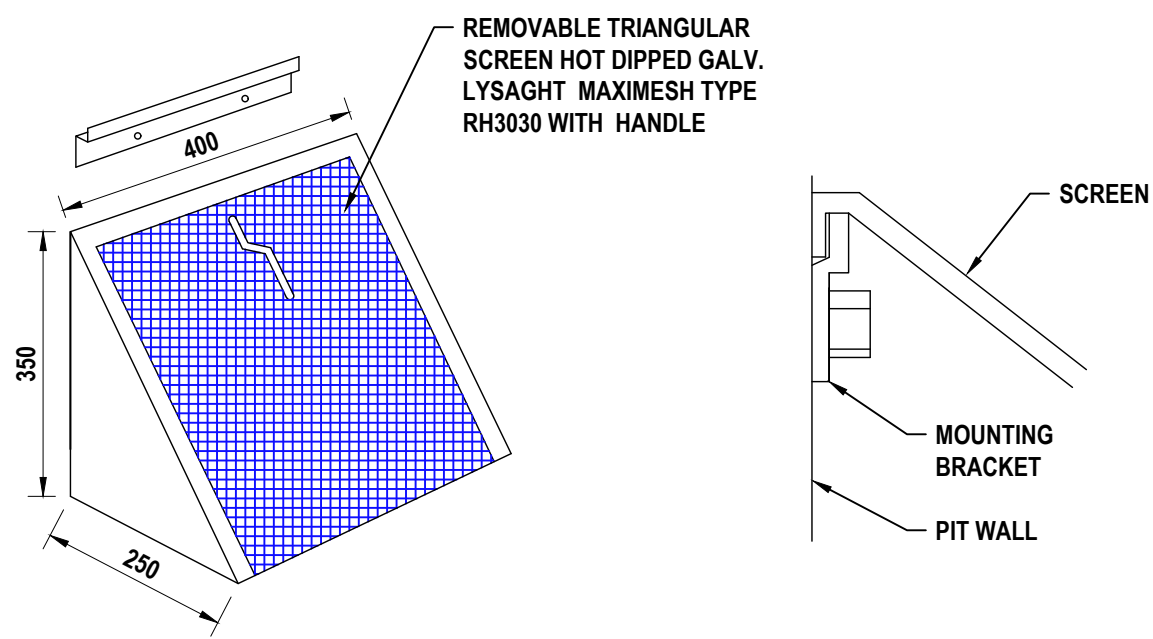 REMOVABLE TRIANGULAR
SCREEN HOT DIPPED GALV.
LYSAGHT MAXIMESH TYPE
RH3030 WITH HANDLE
400
350
250
SCREEN
MOUNTING
BRACKET
PIT WALL